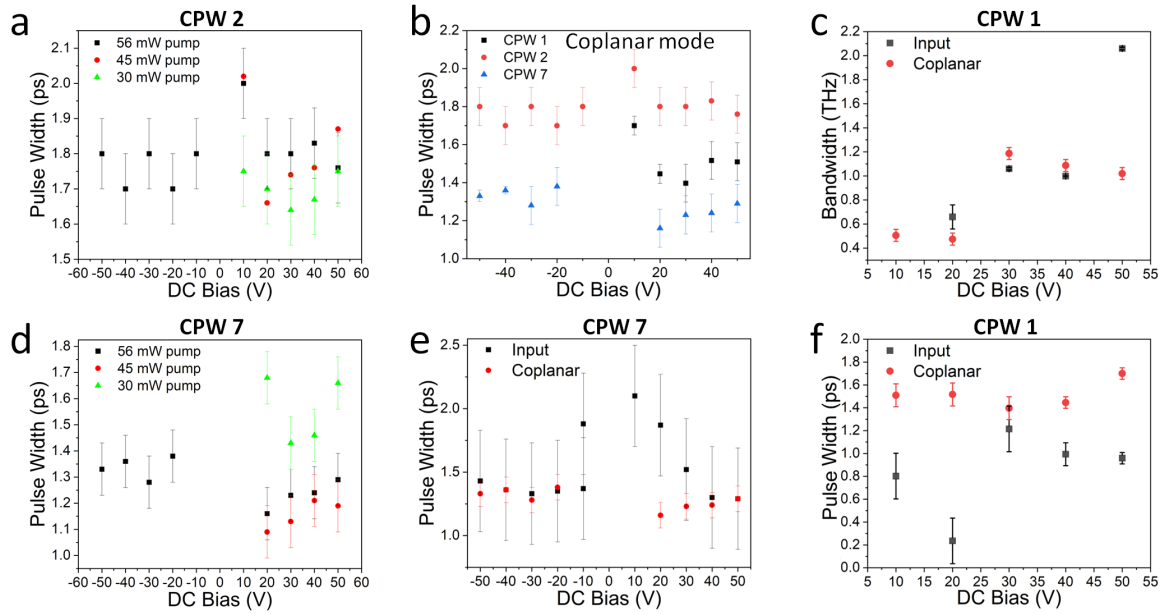 a
CPW 2
56 mW pump
45 mW pump
30 mW pump
2.1
2.0
1.9
1.8
1.7
1.6
1.5
Pulse Width (ps)
-60 -50 -40 -30 -20 -10 0 10 20 30 40 50 60
DC Bias (V)
b
Coplanar mode
CPW 1
CPW 2
CPW 7
2.2
2.0
1.8
1.6
1.4
1.2
1.0
Pulse Width (ps)
-40 -20 0 20 40
DC Bias (V)
c
CPW 1
Input
Coplanar
2.2
2.0
1.8
1.6
1.4
1.2
1.0
0.8
0.6
0.4
Bandwidth (THz)
5 10 15 20 25 30 35 40 45 50 55
DC Bias (V)
d
CPW 7
56 mW pump
45 mW pump
30 mW pump
1.8
1.7
1.6
1.5
1.4
1.3
1.2
1.1
1.0
Pulse Width (ps)
-60 -50 -40 -30 -20 -10 0 10 20 30 40 50 60
DC Bias (V)
e
CPW 7
Input
Coplanar
2.5
2.0
1.5
1.0
Pulse Width (ps)
-50 -40 -30 -20 -10 0 10 20 30 40 50
DC Bias (V)
f
CPW 1
Input
Coplanar
2.0
1.8
1.6
1.4
1.2
1.0
0.8
0.6
0.4
0.2
0.0
Pulse Width (ps)
5 10 15 20 25 30 35 40 45 50 55
DC Bias (V)